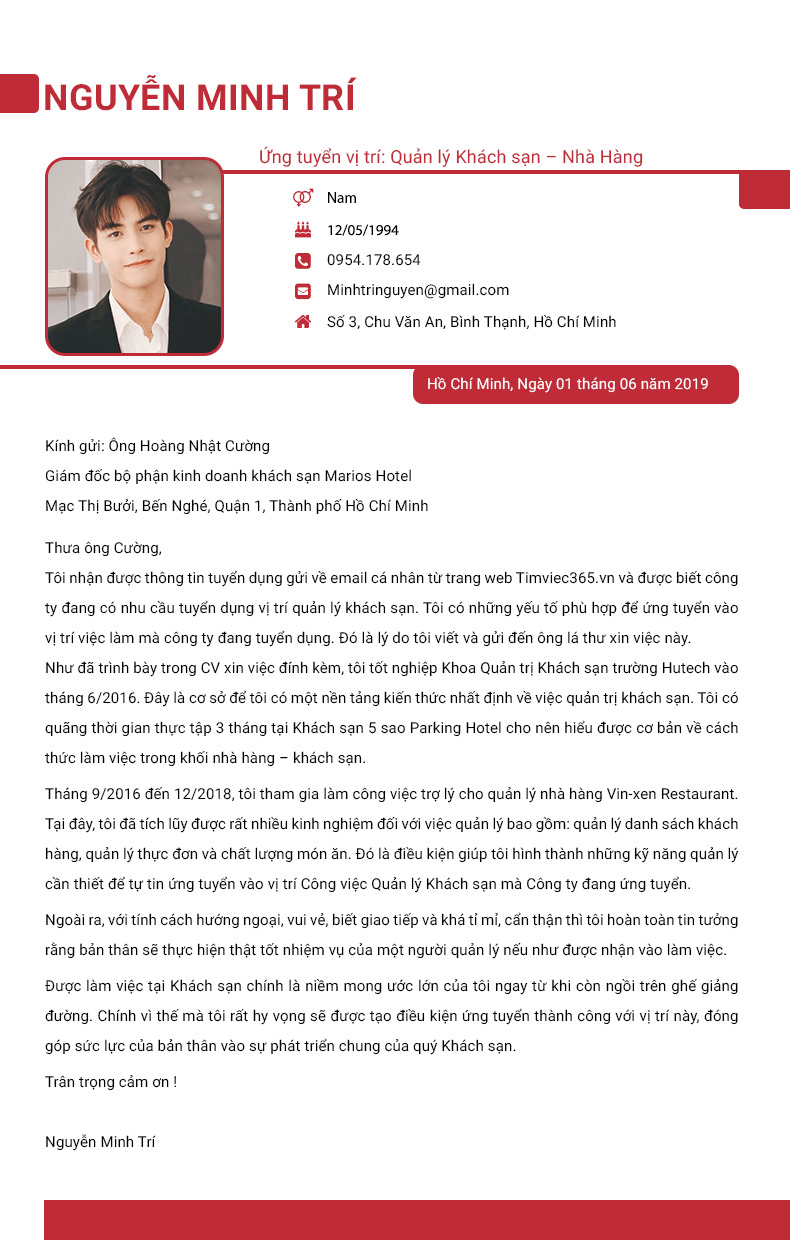 NGUYỄN MINH TRÍ
Ứng tuyển vị trí: Quản lý Khách sạn – Nhà Hàng
Nam
12/05/1994
0954.178.654
Minhtringuyen@gmail.com
Số 3, Chu Văn An, Bình Thạnh, Hồ Chí Minh
Hồ Chí Minh, Ngày 01 tháng 06 năm 2019
Kính gửi: Ông Hoàng Nhật Cường
Giám đốc bộ phận kinh doanh khách sạn Marios Hotel
Mạc Thị Bưởi, Bến Nghé, Quận 1, Thành phố Hồ Chí Minh
Thưa ông Cường,
Tôi nhận được thông tin tuyển dụng gửi về email cá nhân từ trang web Timviec365.vn và được biết công
ty đang có nhu cầu tuyển dụng vị trí quản lý khách sạn. Tôi có những yếu tố phù hợp để ứng tuyển vào
vị trí việc làm mà công ty đang tuyển dụng. Đó là lý do tôi viết và gửi đến ông lá thư xin việc này.
Như đã trình bày trong CV xin việc đính kèm, tôi tốt nghiệp Khoa Quản trị Khách sạn trường Hutech vào
tháng 6/2016. Đây là cơ sở để tôi có một nền tảng kiến thức nhất định về việc quản trị khách sạn. Tôi có
quãng thời gian thực tập 3 tháng tại Khách sạn 5 sao Parking Hotel cho nên hiểu được cơ bản về cách
thức làm việc trong khối nhà hàng – khách sạn.
Tháng 9/2016 đến 12/2018, tôi tham gia làm công việc trợ lý cho quản lý nhà hàng Vin-xen Restaurant.
Tại đây, tôi đã tích lũy được rất nhiều kinh nghiệm đối với việc quản lý bao gồm: quản lý danh sách khách
hàng, quản lý thực đơn và chất lượng món ăn. Đó là điều kiện giúp tôi hình thành những kỹ năng quản lý
cần thiết để tự tin ứng tuyển vào vị trí Công việc Quản lý Khách sạn mà Công ty đang ứng tuyển.
Ngoài ra, với tính cách hướng ngoại, vui vẻ, biết giao tiếp và khá tỉ mỉ, cẩn thận thì tôi hoàn toàn tin tưởng
rằng bản thân sẽ thực hiện thật tốt nhiệm vụ của một người quản lý nếu như được nhận vào làm việc.
Được làm việc tại Khách sạn chính là niềm mong ước lớn của tôi ngay từ khi còn ngồi trên ghế giảng
đường. Chính vì thế mà tôi rất hy vọng sẽ được tạo điều kiện ứng tuyển thành công với vị trí này, đóng
góp sức lực của bản thân vào sự phát triển chung của quý Khách sạn.
Trân trọng cảm ơn !
Nguyễn Minh Trí